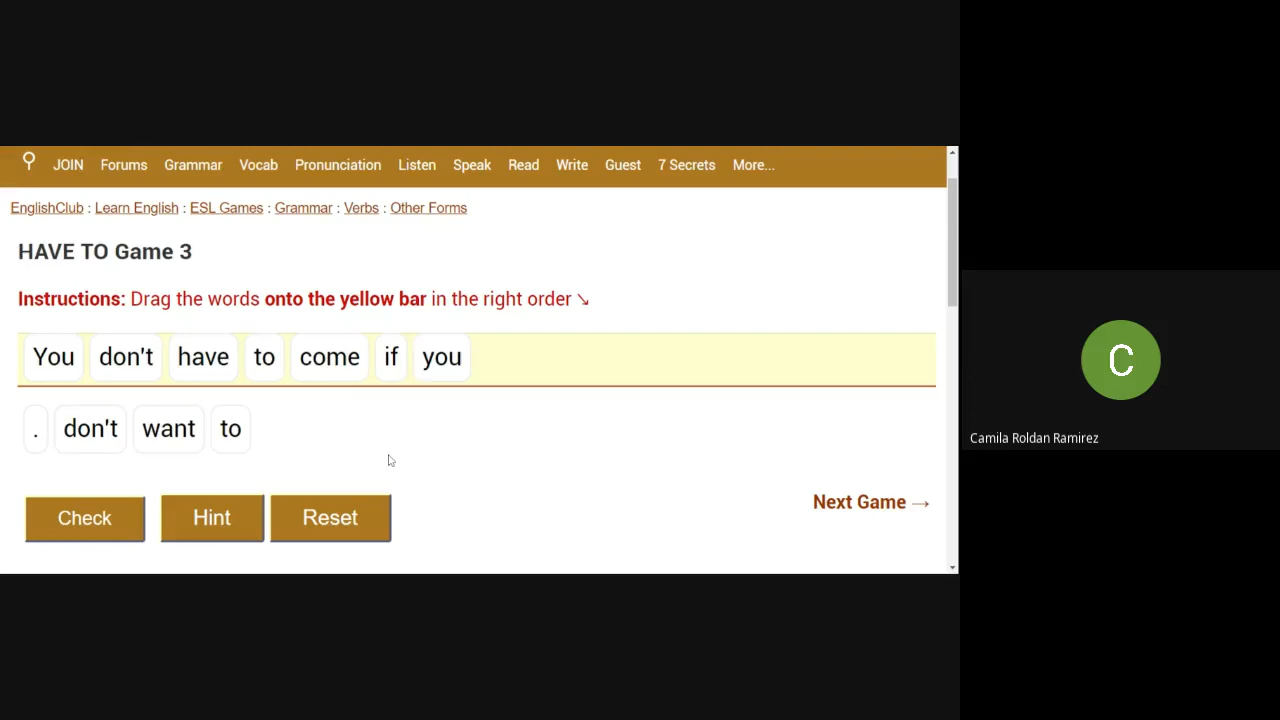 JOIN Forums Grammar Vocab Pronunciation Listen Speak Read Write Guest 7 Secrets More...
EnglishClub : Learn English : ESL Games : Grammar : Verbs : Other Forms
HAVE TO Game 3
Instructions: Drag the words onto the yellow bar in the right order ↘
You don't have to come if you
. don't want to
Check Hint Reset
Next Game →
C
Camila Roldan Ramirez